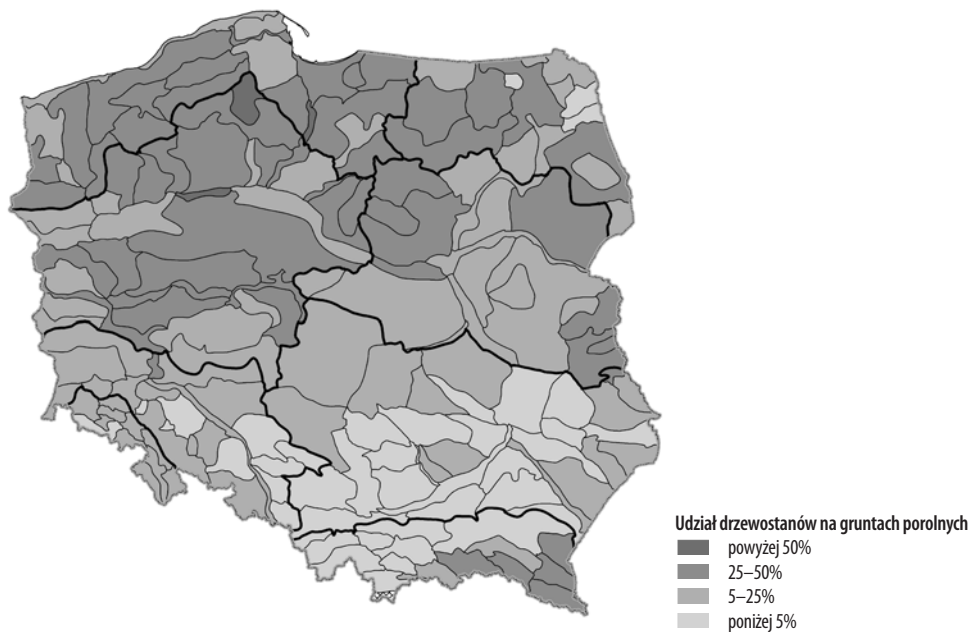 Udział drzewostanów na gruntach porolnych
powyżej 50%
25–50%
5–25%
poniżej 5%